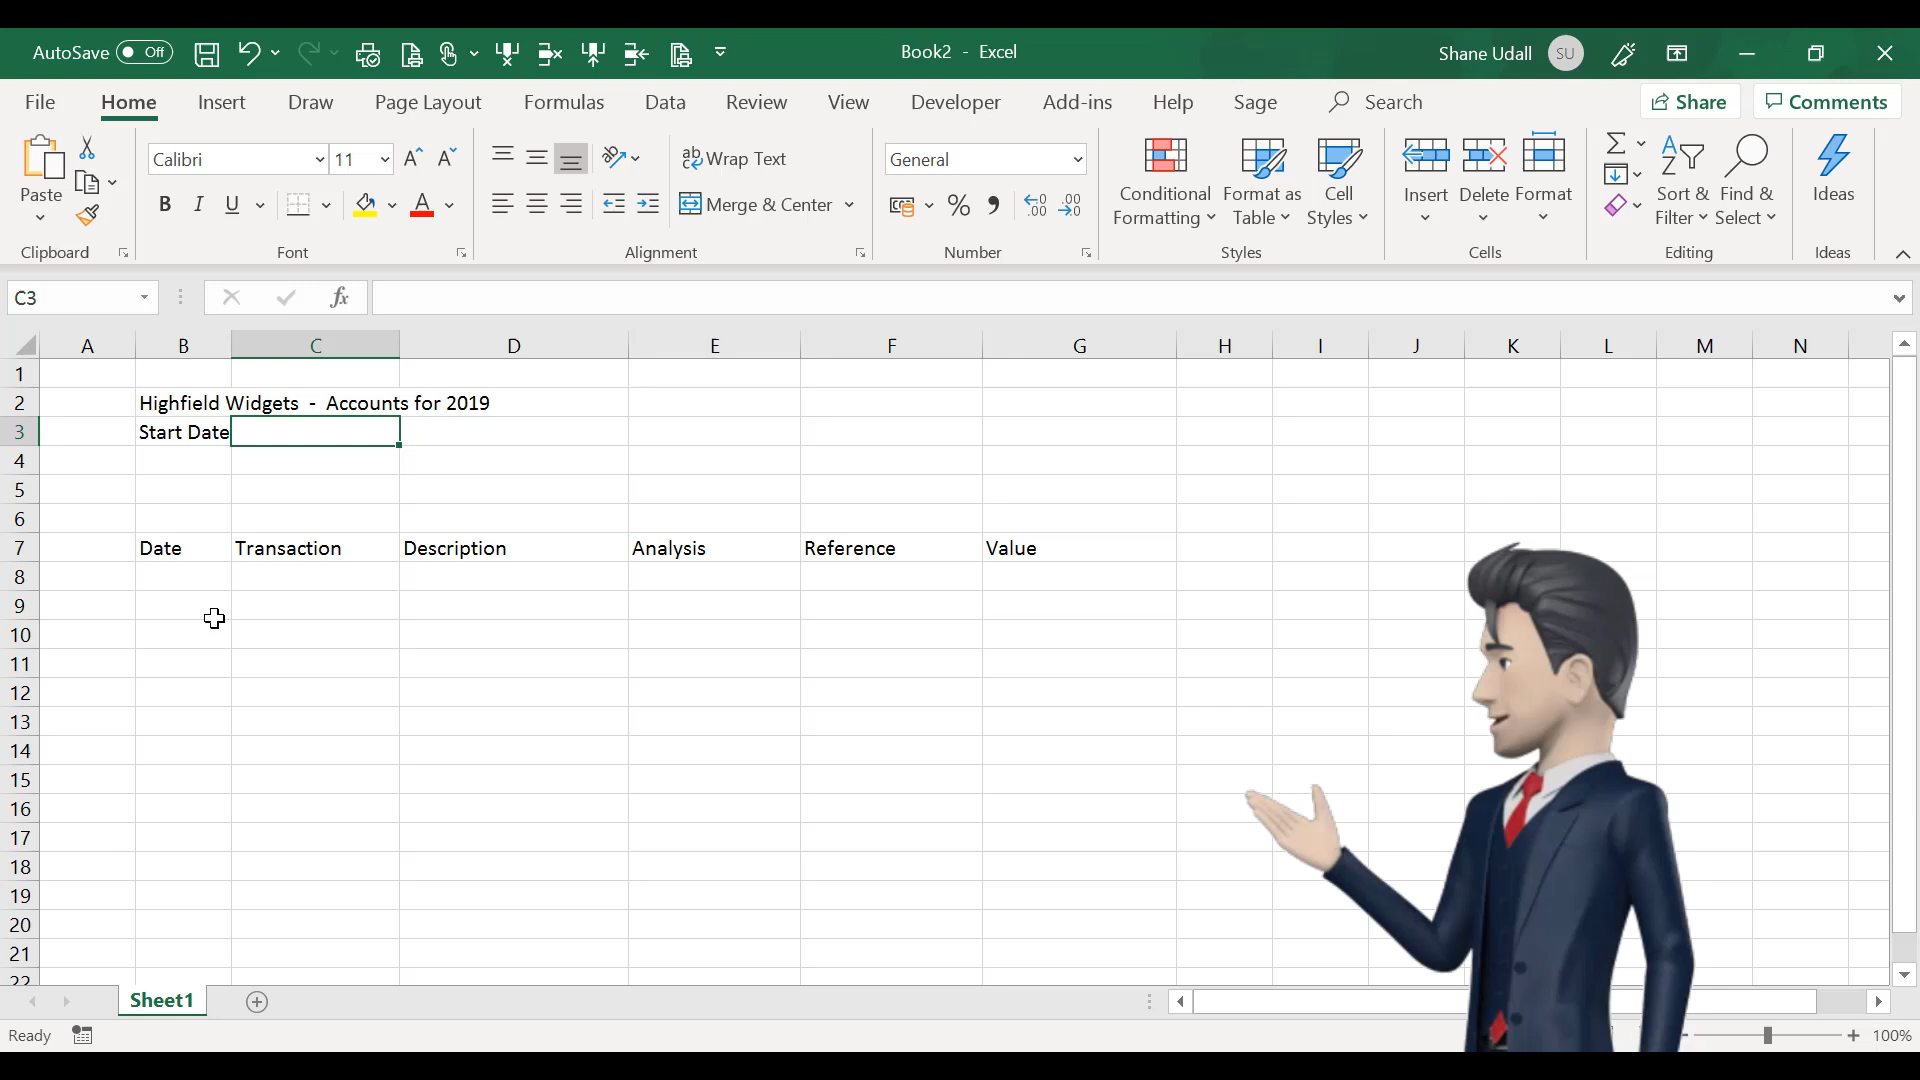 AutoSave Off Book2 - Excel Shane Udall SU
File Home Insert Draw Page Layout Formulas Data Review View Developer Add-ins Help Sage Search Share Comments
Calibri 11 ab Wrap Text General
Paste Merge & Center % Conditional Formatting Format as Table Cell Styles Insert Delete Format Sort & Filter Find & Select Ideas
B I U A
Clipboard Font Alignment Number Styles Cells Editing Ideas
C3 fx
A B C D E F G H I J K L M N
1
2 Highfield Widgets - Accounts for 2019
3 Start Date
4
5
6
7 Date Transaction Description Analysis Reference Value
8
9
10
11
12
13
14
15
16
17
18
19
20
21
22
Sheet1
Ready 100%